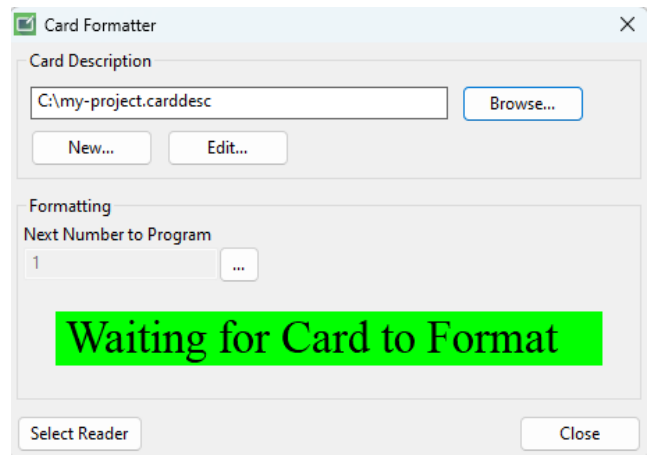 Card Formatter
Card Description
C:\my-project.carddesc
Browse...
New...
Edit...
Formatting
Next Number to Program
1
...
Waiting for Card to Format
Select Reader
Close